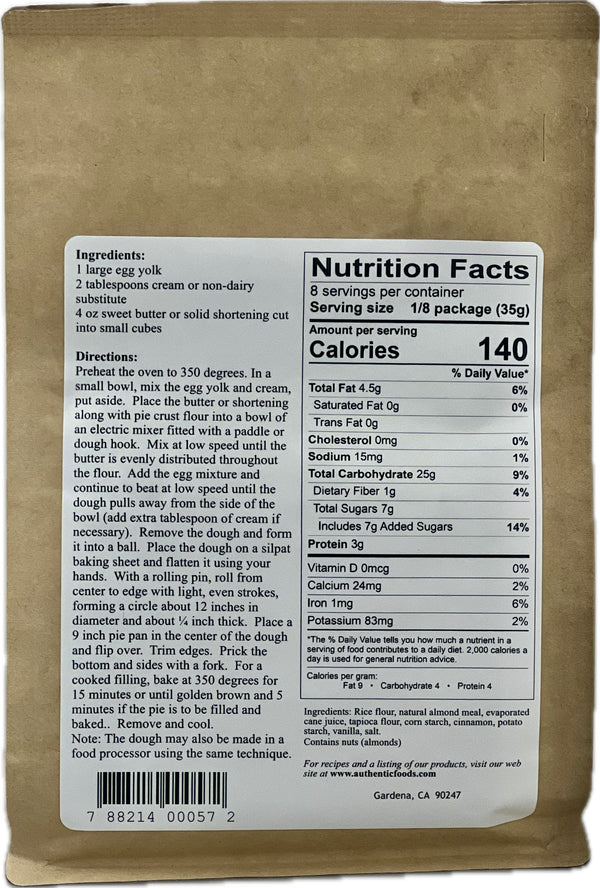 Ingredients:
1 large egg yolk
2 tablespoons cream or non-dairy
substitute
4 oz sweet butter or solid shortening cut
into small cubes
Directions:
Preheat the oven to 350 degrees. In a
small bowl, mix the egg yolk and cream,
put aside. Place the butter or shortening
along with pie crust flour into a bowl of
an electric mixer fitted with a paddle or
dough hook. Mix at low speed until the
butter is evenly distributed throughout
the flour. Add the egg mixture and
continue to beat at low speed until the
dough pulls away from the side of the
bowl (add extra tablespoon of cream if
necessary). Remove the dough and form
it into a ball. Place the dough on a silpat
baking sheet and flatten it using your
hands. With a rolling pin, roll from
center to edge with light, even strokes,
forming a circle about 12 inches in
diameter and about ¼ inch thick. Place a
9 inch pie pan in the center of the dough
and flip over. Trim edges. Prick the
bottom and sides with a fork. For a
cooked filling, bake at 350 degrees for
15 minutes or until golden brown and 5
minutes if the pie is to be filled and
baked.. Remove and cool.
Note: The dough may also be made in a
food processor using the same technique.
7 88214 00057 2
Nutrition Facts
8 servings per container
Serving size 1/8 package (35g)
Amount per serving
Calories 140
% Daily Value*
Total Fat 4.5g 6%
Saturated Fat 0g 0%
Trans Fat 0g
Cholesterol 0mg 0%
Sodium 15mg 1%
Total Carbohydrate 25g 9%
Dietary Fiber 1g 4%
Total Sugars 7g
Includes 7g Added Sugars 14%
Protein 3g
Vitamin D 0mcg 0%
Calcium 24mg 2%
Iron 1mg 6%
Potassium 83mg 2%
*The % Daily Value tells you how much a nutrient in a
serving of food contributes to a daily diet. 2,000 calories a
day is used for general nutrition advice.
Calories per gram:
Fat 9 • Carbohydrate 4 • Protein 4
Ingredients: Rice flour, natural almond meal, evaporated
cane juice, tapioca flour, corn starch, cinnamon, potato
starch, vanilla, salt.
Contains nuts (almonds)
For recipes and a listing of our products, visit our web
site at www.authenticfoods.com
Gardena, CA 90247